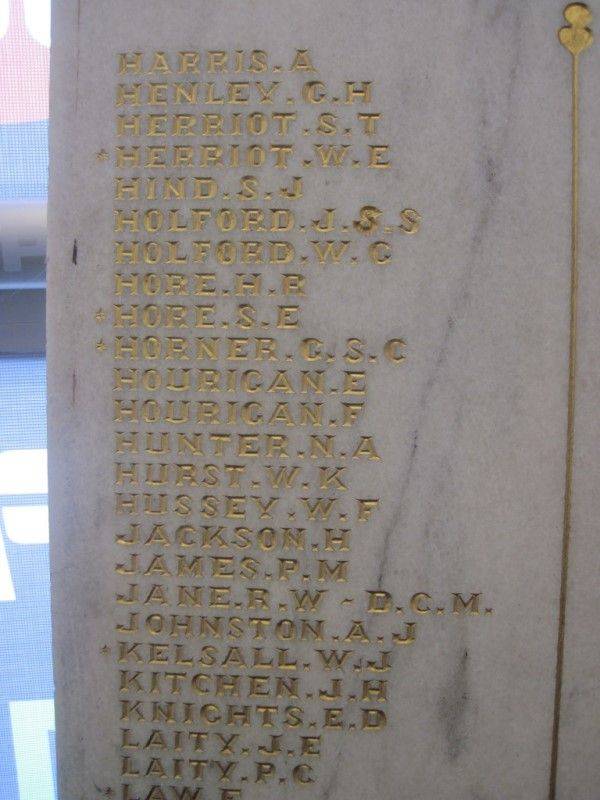 HARRIS. A
HENLEY. G. H
HERRIOT. S. T
*HERRIOT. W. E
HIND. S. J
HOLFORD. J. S. S
HOLFORD. W. G
HORE. H. R
*HORE. S. E
*HORNER. G. S. C
HOURIGAN. E
HOURIGAN. F
HUNTER. N. A
HURST. W. K
HUSSEY. W. F
JACKSON. H
JAMES. P. M
JANE. R. W - D. C. M.
JOHNSTON. A. J
*KELSALL. W. J
KITCHEN. J. H
KNIGHTS. E. D
LAITY. J. E
LAITY. P. C
*LAW. F